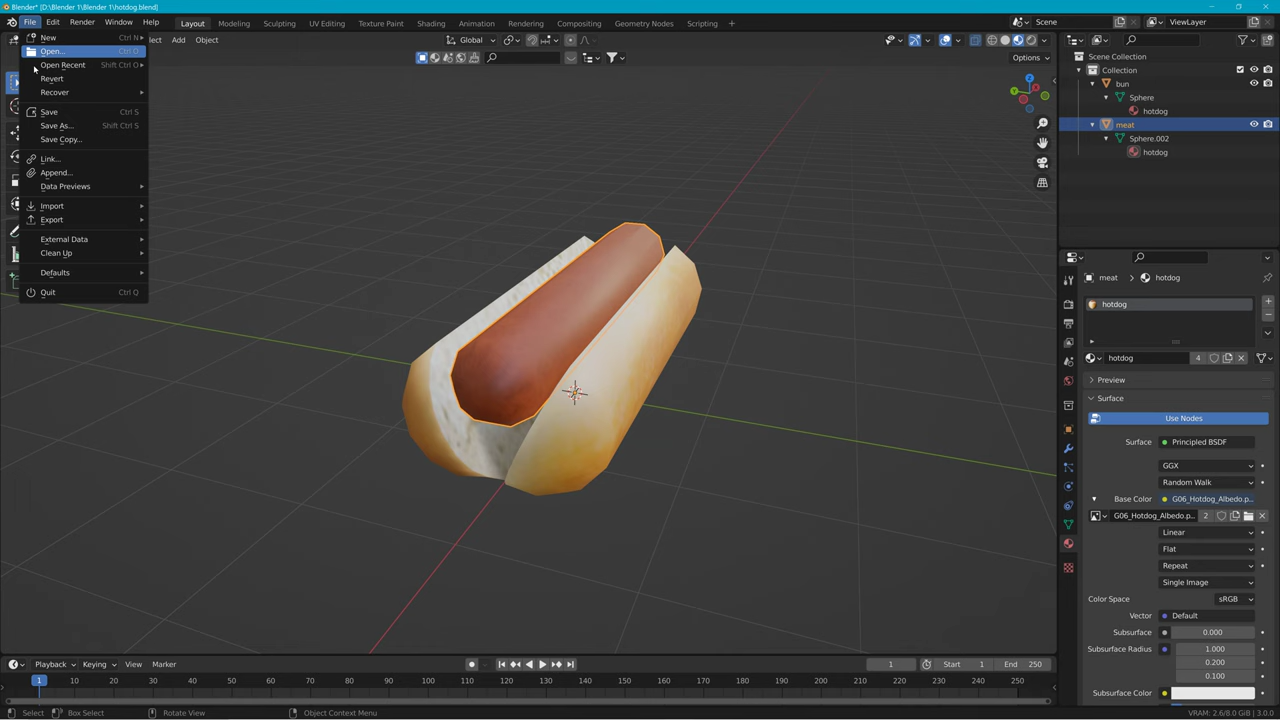 Blender* [D:\Blender 1\Blender 1\hotdog.blend]
File Edit Render Window Help Layout Modeling Sculpting UV Editing Texture Paint Shading Animation Rendering Compositing Geometry Nodes Scripting Scene ViewLayer
New Ctrl N
Open... Ctrl O
Open Recent Shift Ctrl O
Revert
Recover
Save Ctrl S
Save As... Shift Ctrl S
Save Copy...
Link...
Append...
Data Previews
Import
Export
External Data
Clean Up
Defaults
Quit Ctrl Q
Add Object Global Options
X
Y
Z
Scene Collection
Collection
bun
Sphere
hotdog
meat
Sphere.002
hotdog
meat hotdog
hotdog
hotdog 4
Preview
Surface
Use Nodes
Surface Principled BSDF
GGX
Random Walk
Base Color G06_Hotdog_Albedo.p...
G06_Hotdog_Albedo.p... 2
Linear
Flat
Repeat
Single Image
Color Space sRGB
Vector Default
Subsurface 0.000
Subsurface Radius 1.000
0.200
0.100
Subsurface Color
Playback Keying View Marker 1 Start 1 End 250
1 10 20 30 40 50 60 70 80 90 100 110 120 130 140 150 160 170 180 190 200 210 220 230 240 250
Select Box Select Rotate View Object Context Menu VRAM: 2.6/8.0 GiB | 3.0.0